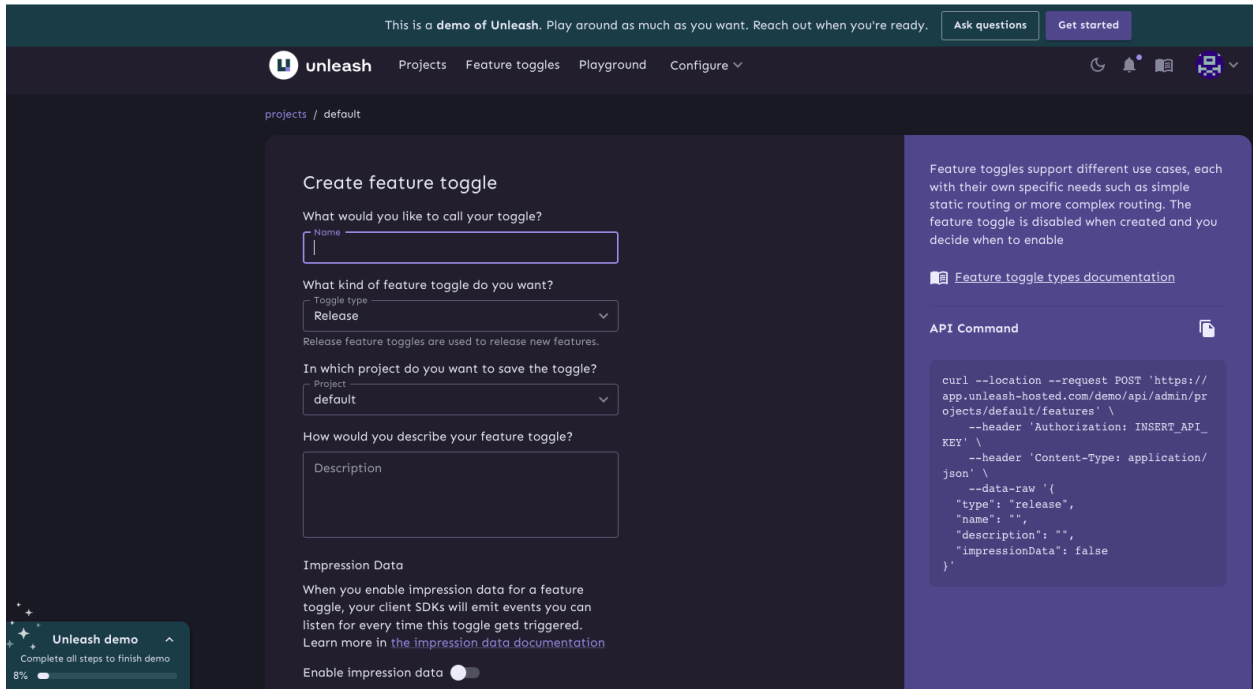 This is a demo of Unleash. Play around as much as you want. Reach out when you're ready. Ask questions Get started
unleash Projects Feature toggles Playground Configure
projects / default
Create feature toggle
What would you like to call your toggle?
Name
What kind of feature toggle do you want?
Toggle type
Release
Release feature toggles are used to release new features.
In which project do you want to save the toggle?
Project
default
How would you describe your feature toggle?
Description
Impression Data
When you enable impression data for a feature
toggle, your client SDKs will emit events you can
listen for every time this toggle gets triggered.
Learn more in the impression data documentation
Enable impression data
Feature toggles support different use cases, each
with their own specific needs such as simple
static routing or more complex routing. The
feature toggle is disabled when created and you
decide when to enable
Feature toggle types documentation
API Command
curl --location --request POST 'https://
app.unleash-hosted.com/demo/api/admin/pr
ojects/default/features' \
--header 'Authorization: INSERT_API_
KEY' \
--header 'Content-Type: application/
json' \
--data-raw '{
"type": "release",
"name": "",
"description": "",
"impressionData": false
}'
Unleash demo
Complete all steps to finish demo
8%